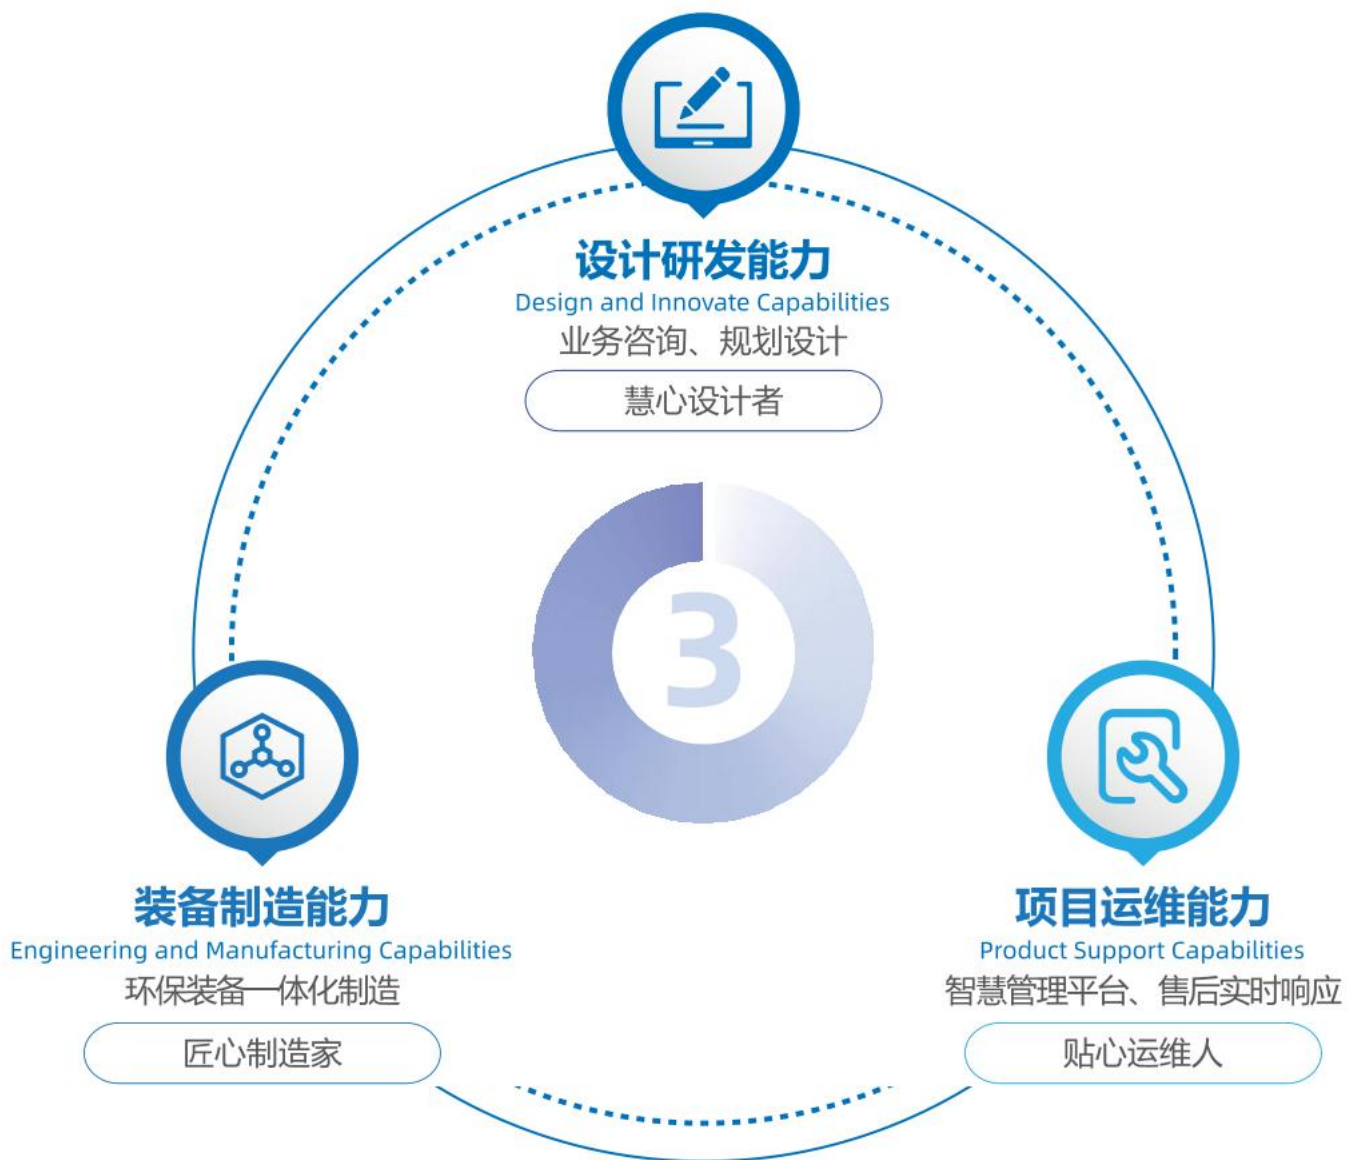 设计研发能力
Design and Innovate Capabilities
业务咨询、规划设计
慧心设计者
3
装备制造能力
Engineering and Manufacturing Capabilities
环保装备一体化制造
匠心制造家
项目运维能力
Product Support Capabilities
智慧管理平台、售后实时响应
贴心运维人